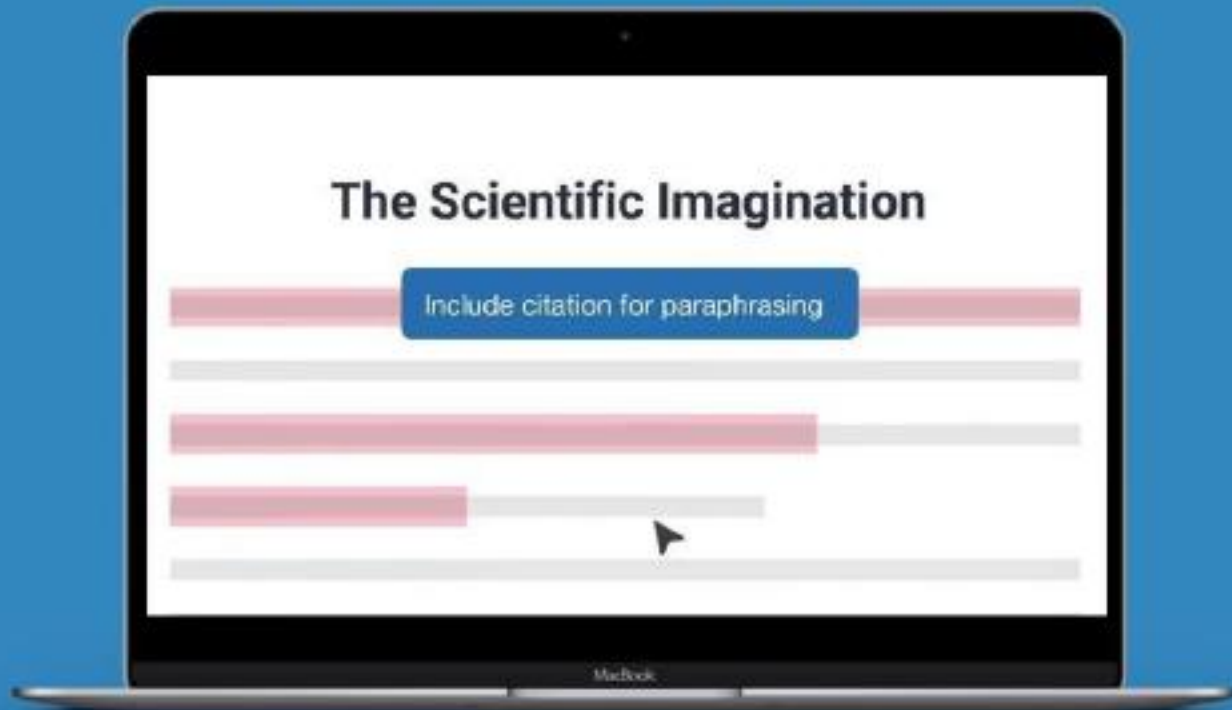 The Scientific Imagination
Include citation for paraphrasing
MacBook